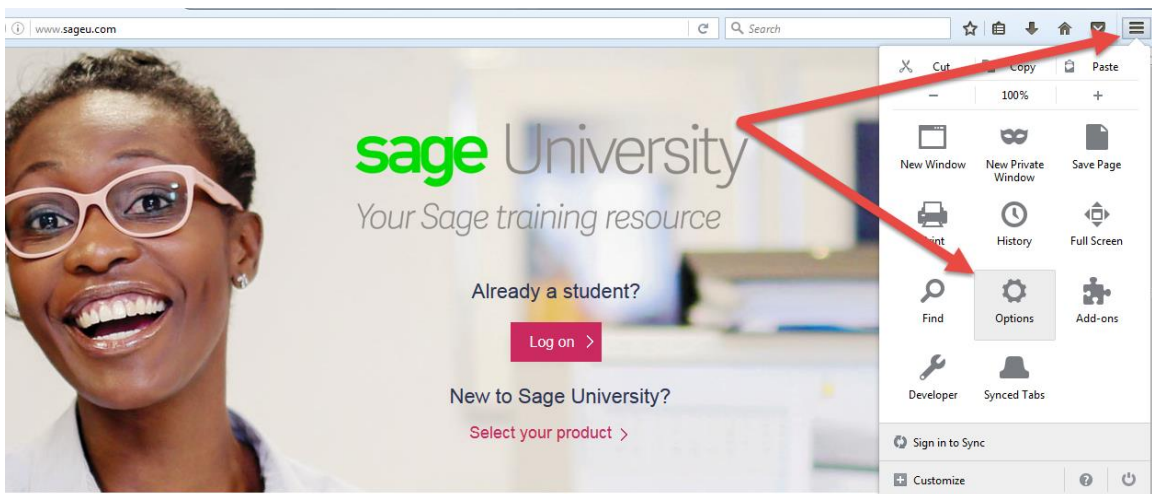 www.sageu.com
Search
Cut Copy Paste
100%
New Window
New Private
Window
Save Page
Print
History
Full Screen
sage University
Your Sage training resource
Already a student?
Log on
New to Sage University?
Select your product
Find
Options
Add-ons
Developer
Synced Tabs
Sign in to Sync
Customize